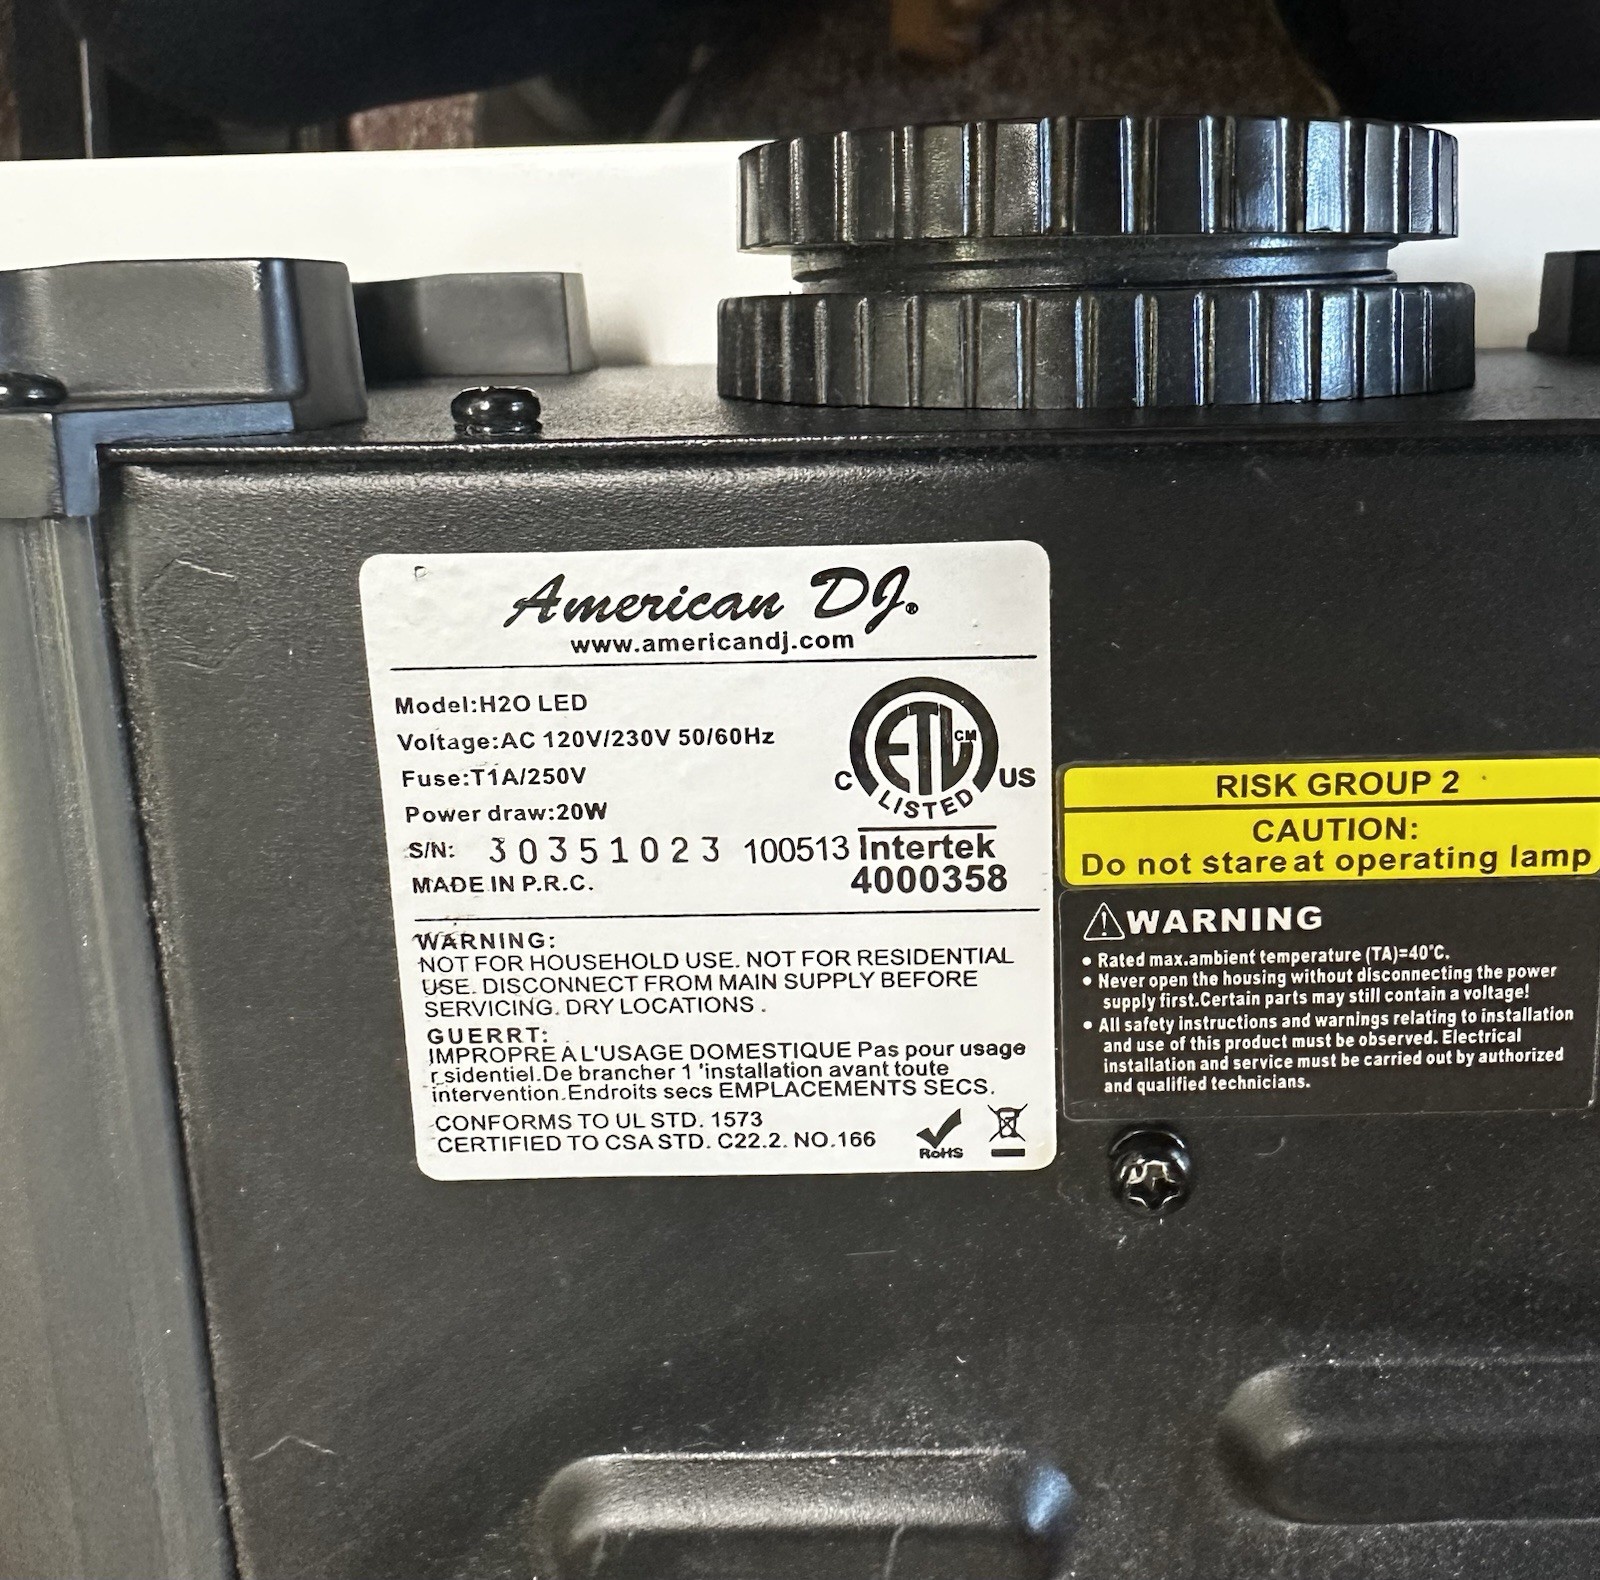 American DJ®
www.americandj.com
Model:H2O LED
Voltage:AC 120V/230V 50/60Hz
Fuse:T1A/250V
Power draw:20W
S/N: 30351023 100513
MADE IN P.R.C.
ETL CM
C US
LISTED
Intertek
4000358
WARNING:
NOT FOR HOUSEHOLD USE. NOT FOR RESIDENTIAL
USE. DISCONNECT FROM MAIN SUPPLY BEFORE
SERVICING. DRY LOCATIONS .
GUERRT:
IMPROPRE A L'USAGE DOMESTIQUE Pas pour usage
r sidentiel.De brancher 1 'installation avant toute
intervention.Endroits secs EMPLACEMENTS SECS.
CONFORMS TO UL STD. 1573
CERTIFIED TO CSA STD. C22.2. NO.166
RoHS
RISK GROUP 2
CAUTION:
Do not stare at operating lamp
WARNING
• Rated max.ambient temperature (TA)=40°C.
• Never open the housing without disconnecting the power
supply first.Certain parts may still contain a voltage!
• All safety instructions and warnings relating to installation
and use of this product must be observed. Electrical
installation and service must be carried out by authorized
and qualified technicians.